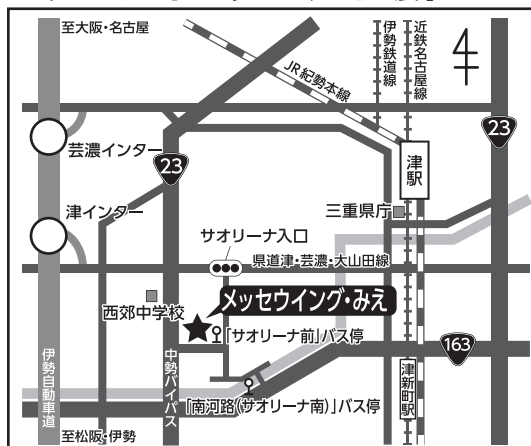 至大阪・名古屋
伊勢鉄道線
近鉄名古屋線
JR紀勢本線
23
芸濃インター
23
津駅
三重県庁
津インター
サオリーナ入口
県道津・芸濃・大山田線
メッセウイング・みえ
西郊中学校
「サオリーナ前」バス停
163
伊勢自動車道
中勢バイパス
津新町駅
「南河路(サオリーナ南)」バス停
至松阪・伊勢